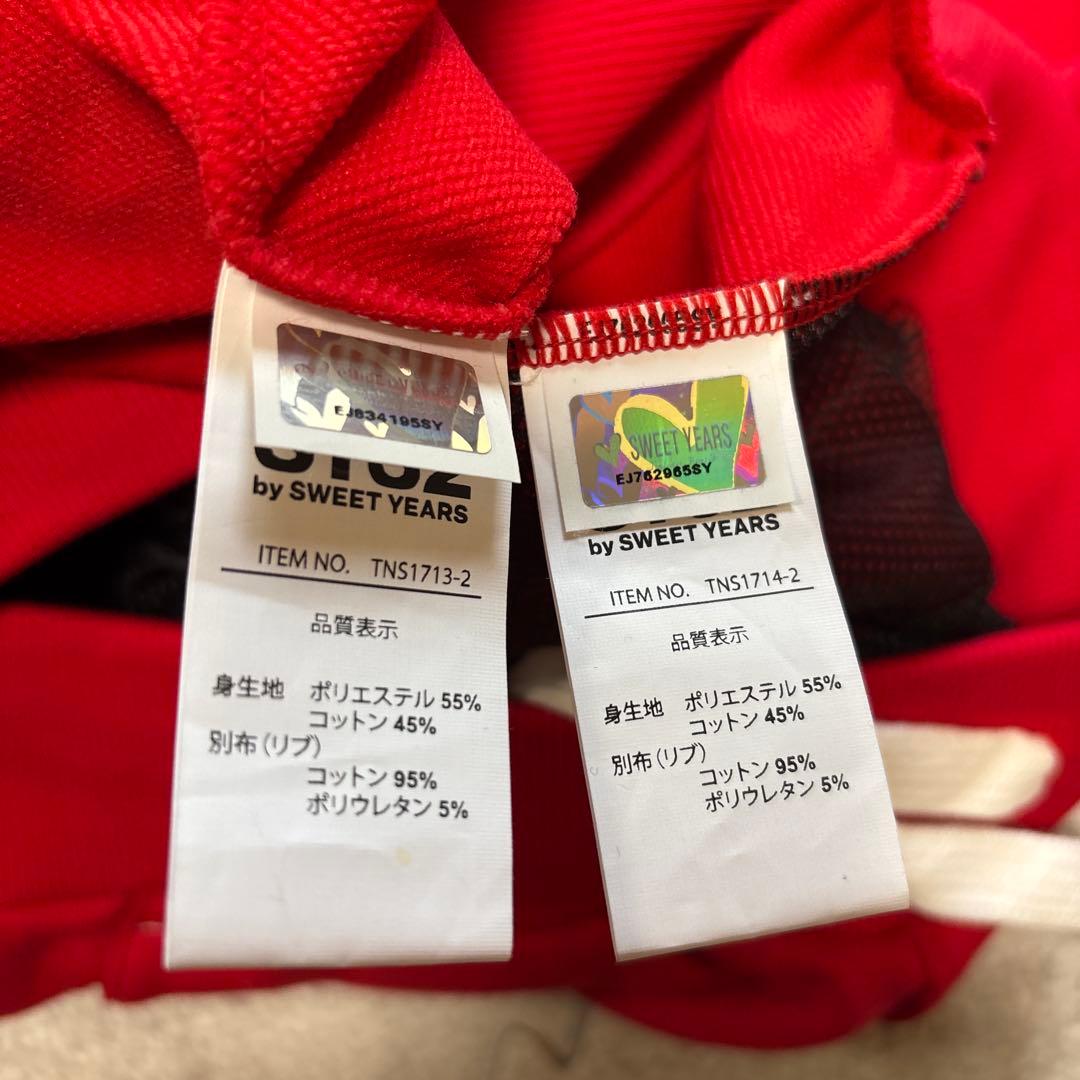 EJ834195SY
by SWEET YEARS
ITEM NO. TNS1713-2
品質表示
身生地 ポリエステル 55%
コットン 45%
別布(リブ)
コットン 95%
ポリウレタン 5%
SWEET YEARS
EJ762965SY
by SWEET YEARS
ITEM NO. TNS1714-2
品質表示
身生地 ポリエステル 55%
コットン 45%
別布(リブ)
コットン 95%
ポリウレタン 5%